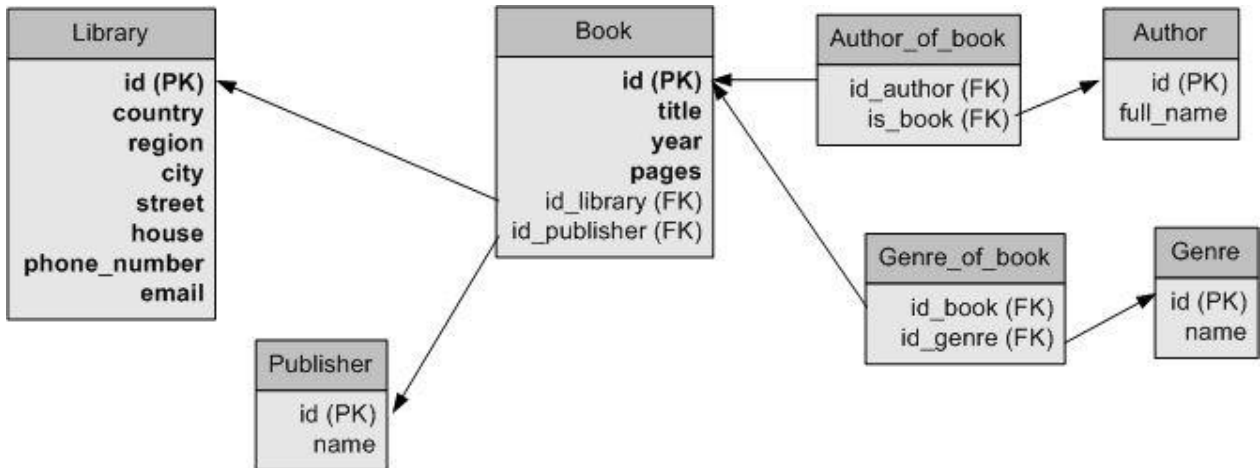 Library
id (PK)
country
region
city
street
house
phone_number
email
Book
id (PK)
title
year
pages
id_library (FK)
id_publisher (FK)
Author_of_book
id_author (FK)
is_book (FK)
Author
id (PK)
full_name
Genre_of_book
id_book (FK)
id_genre (FK)
Genre
id (PK)
name
Publisher
id (PK)
name